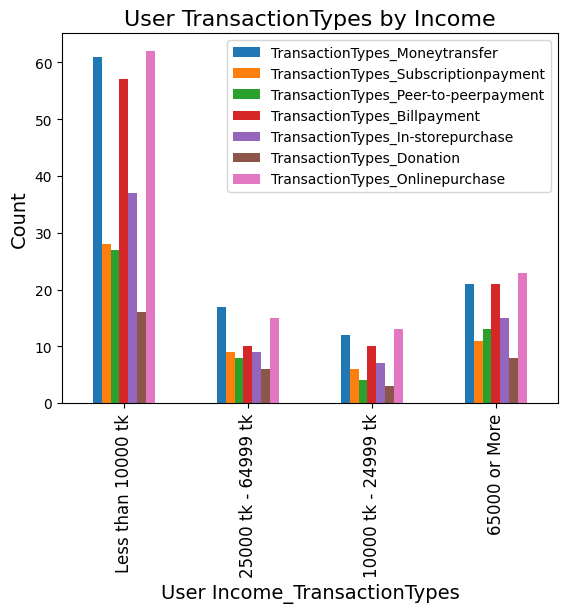 User TransactionTypes by Income
TransactionTypes_Moneytransfer
TransactionTypes_Subscriptionpayment
TransactionTypes_Peer-to-peerpayment
TransactionTypes_Billpayment
TransactionTypes_In-storepurchase
TransactionTypes_Donation
TransactionTypes_Onlinepurchase
Count
60
50
40
30
20
10
0
Less than 10000 tk
25000 tk - 64999 tk
10000 tk - 24999 tk
65000 or More
User Income_TransactionTypes